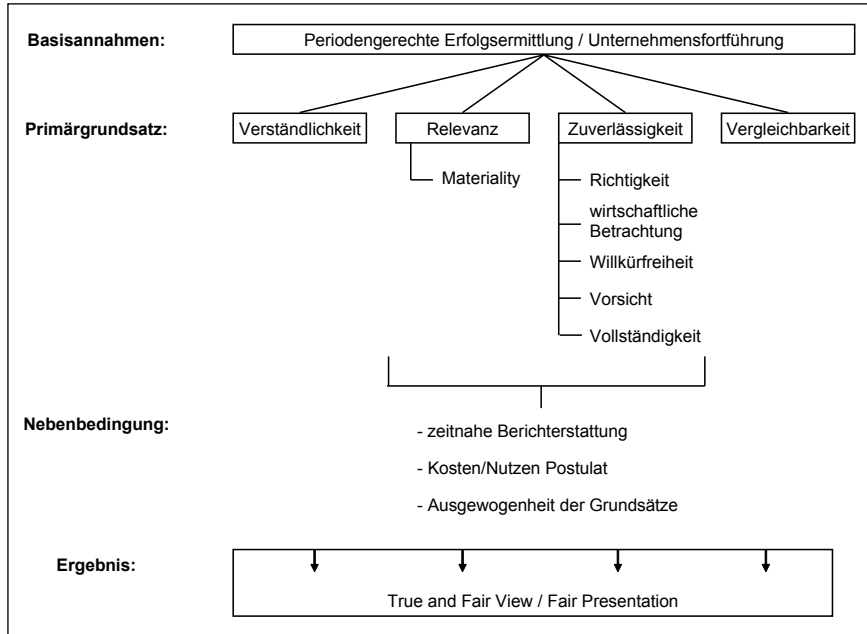 Basisannahmen: Periodengerechte Erfolgsermittlung / Unternehmensfortführung
Primärgrundsatz: Verständlichkeit Relevanz Zuverlässigkeit Vergleichbarkeit
Materiality Richtigkeit
wirtschaftliche
Betrachtung
Willkürfreiheit
Vorsicht
Vollständigkeit
Nebenbedingung: - zeitnahe Berichterstattung
- Kosten/Nutzen Postulat
- Ausgewogenheit der Grundsätze
Ergebnis:
True and Fair View / Fair Presentation